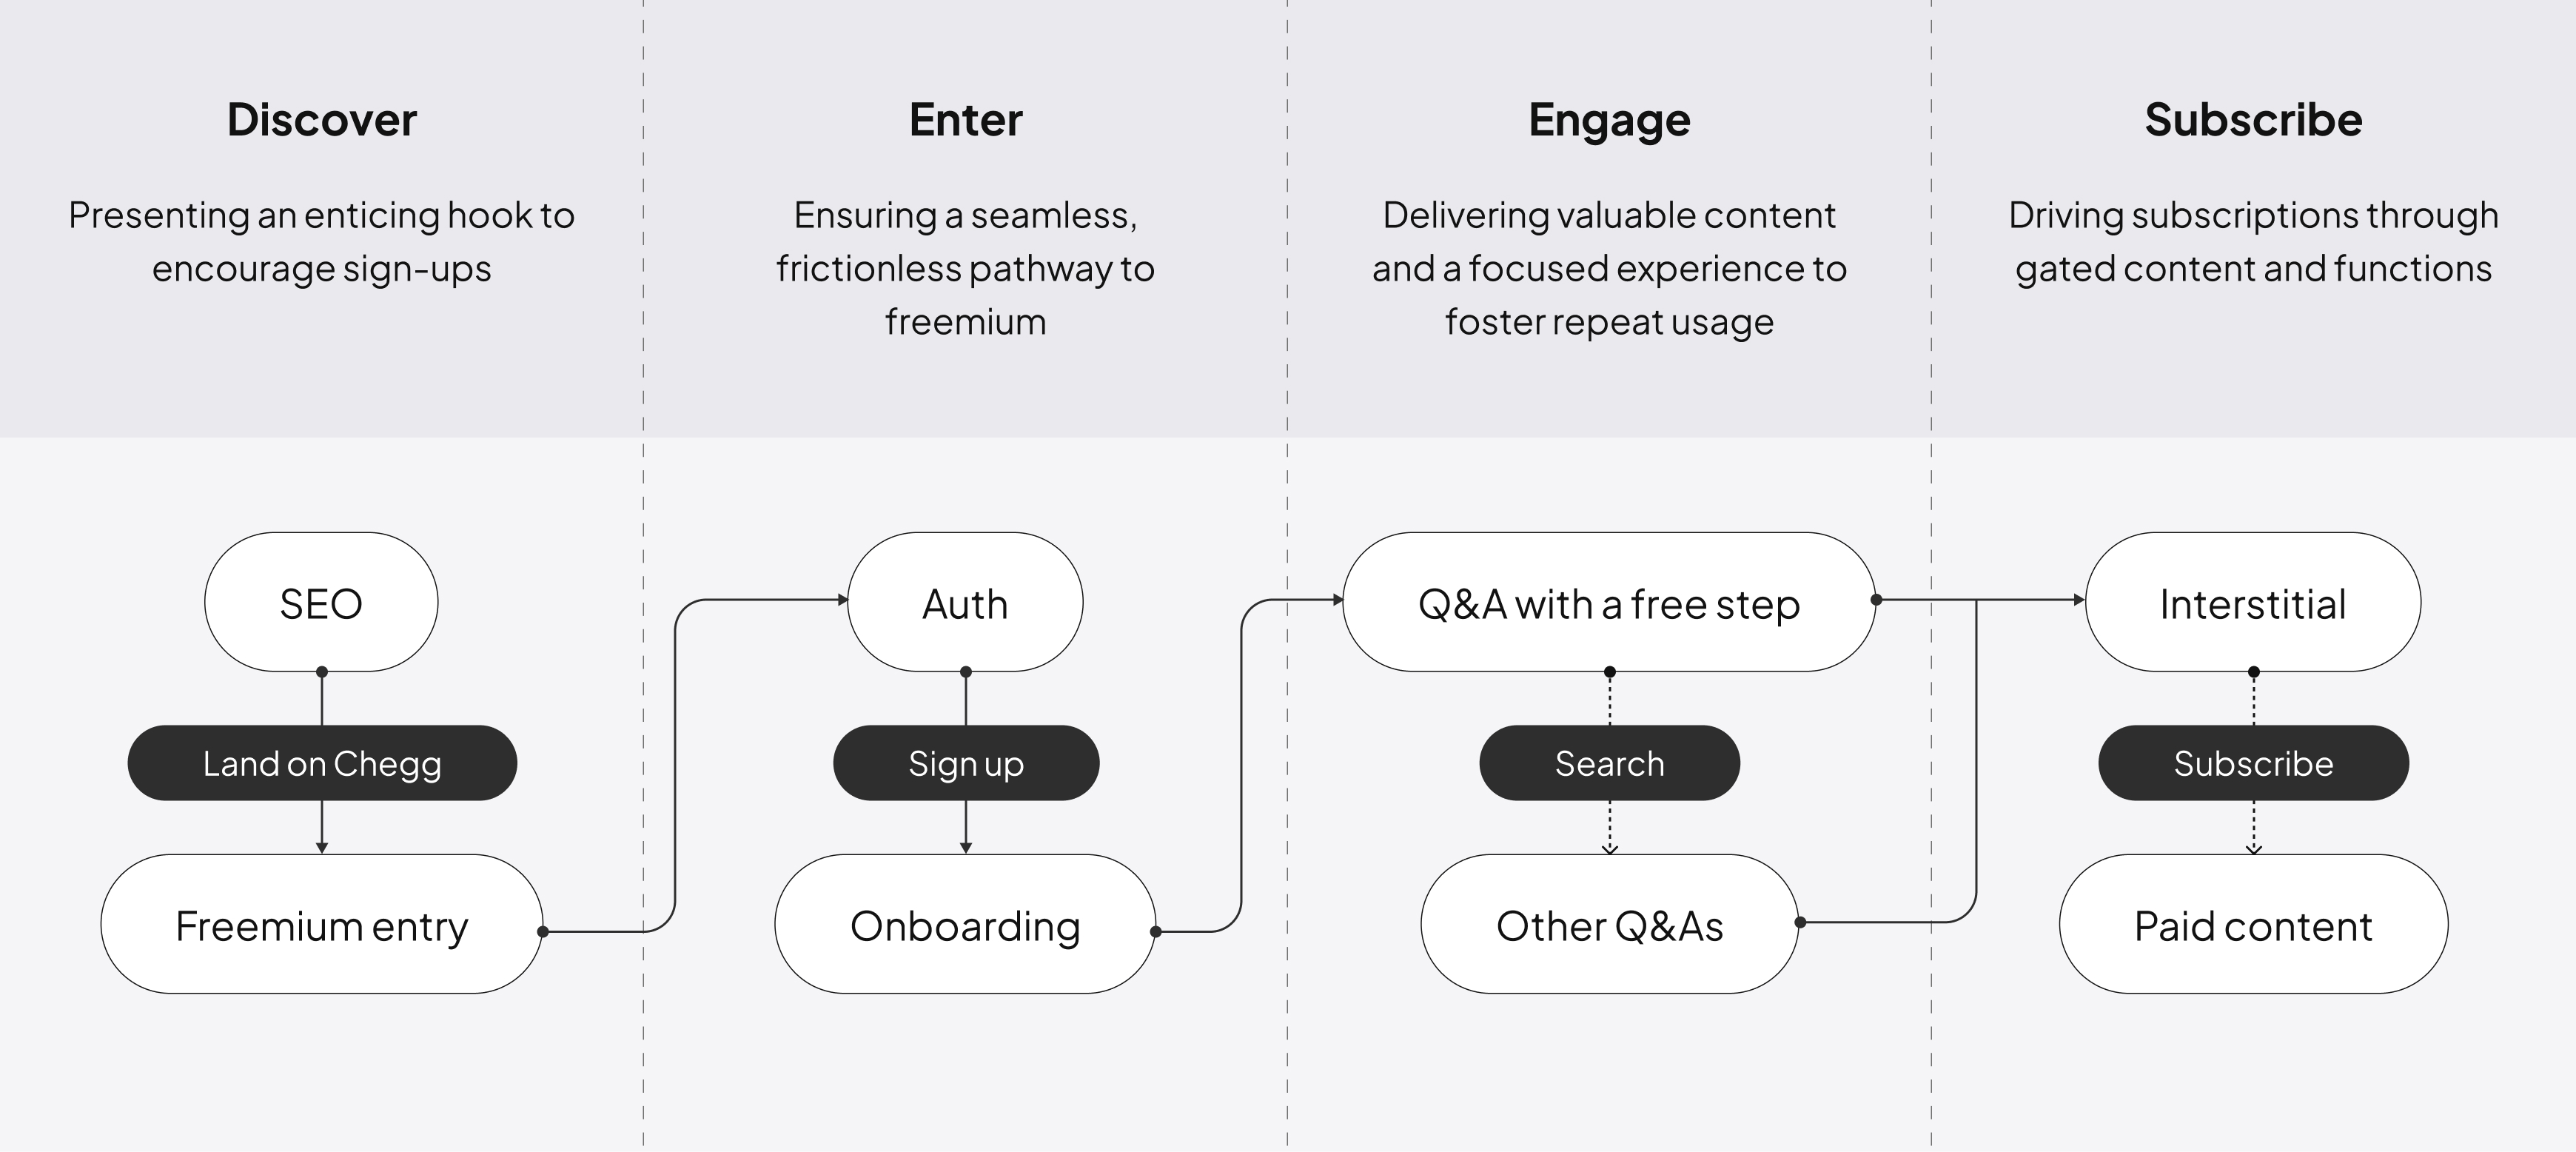 Discover
Presenting an enticing hook to
encourage sign-ups
Enter
Ensuring a seamless,
frictionless pathway to
freemium
Engage
Delivering valuable content
and a focused experience to
foster repeat usage
Subscribe
Driving subscriptions through
gated content and functions
SEO
Land on Chegg
Freemium entry
Auth
Sign up
Onboarding
Q&A with a free step
Search
Other Q&As
Interstitial
Subscribe
Paid content